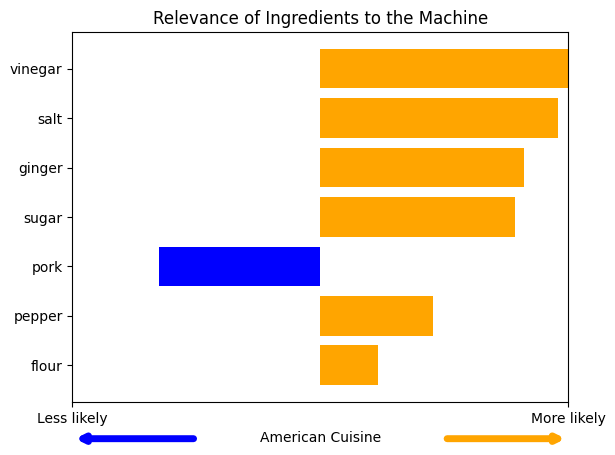 Relevance of Ingredients to the Machine
vinegar
salt
ginger
sugar
pork
pepper
flour
Less likely
More likely
American Cuisine